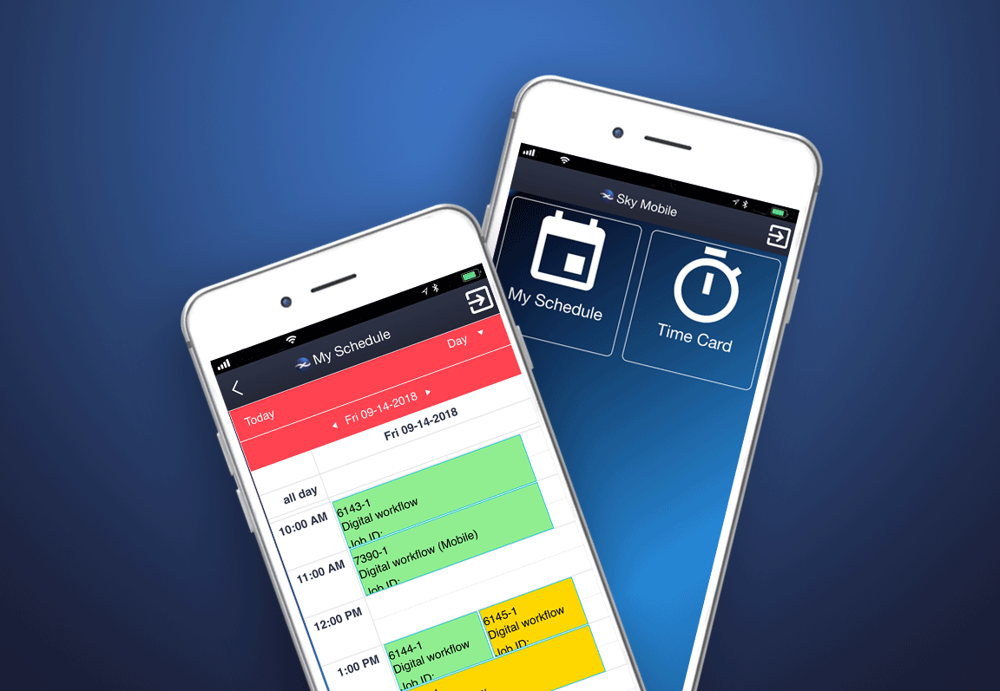 Sky Mobile
My Schedule
Time Card
My Schedule
Today
Day
Fri 09-14-2018
Fri 09-14-2018
all day
10:00 AM
6143-1
Digital workflow
Job ID:
11:00 AM
7390-1
Digital workflow (Mobile)
Job ID:
12:00 PM
1:00 PM
6144-1
Digital workflow
Job ID:
6145-1
Digital workflow
Job ID: